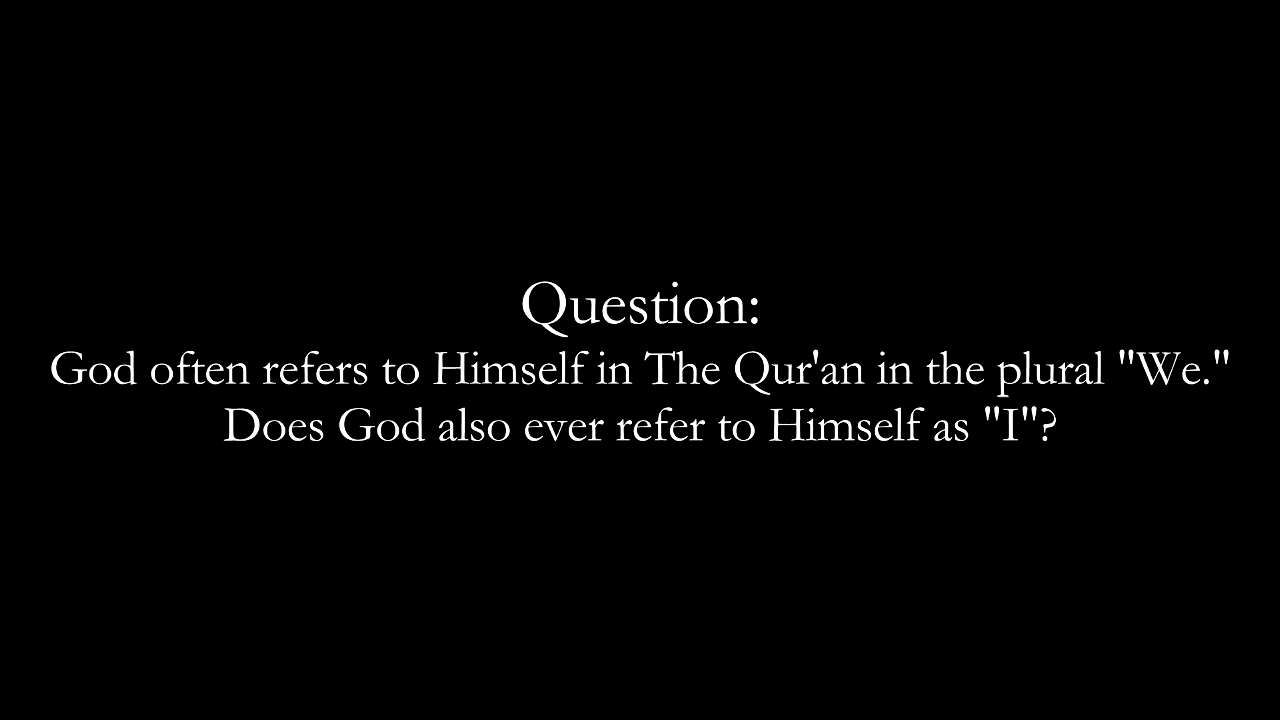 Question:
God often refers to Himself in The Qur'an in the plural "We."
Does God also ever refer to Himself as "I"?